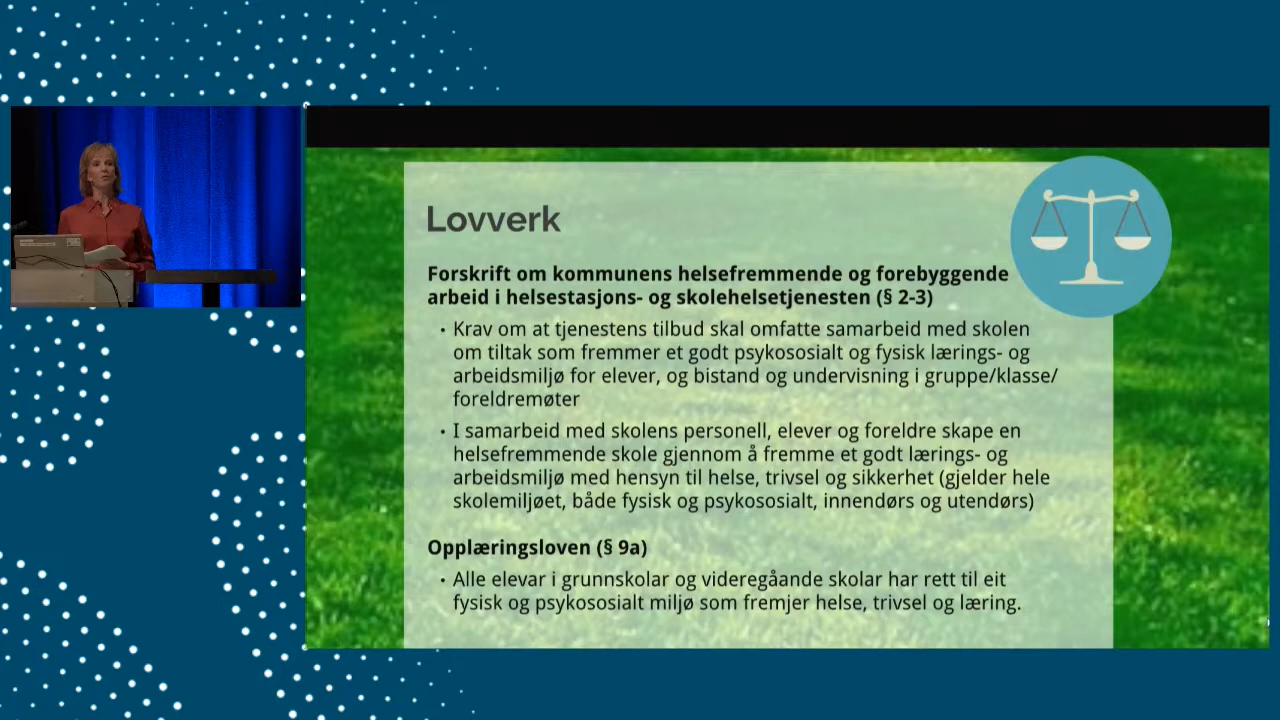 Lovverk
Forskrift om kommunens helsefremmende og forebyggende
arbeid i helsestasjons- og skolehelsetjenesten (§ 2-3)
• Krav om at tjenestens tilbud skal omfatte samarbeid med skolen
om tiltak som fremmer et godt psykososialt og fysisk lærings- og
arbeidsmiljø for elever, og bistand og undervisning i gruppe/klasse/
foreldremøter
• I samarbeid med skolens personell, elever og foreldre skape en
helsefremmende skole gjennom å fremme et godt lærings- og
arbeidsmiljø med hensyn til helse, trivsel og sikkerhet (gjelder hele
skolemiljøet, både fysisk og psykososialt, innendørs og utendørs)
Opplæringsloven (§ 9a)
• Alle elevar i grunnskolar og videregåande skolar har rett til eit
fysisk og psykososialt miljø som fremjer helse, trivsel og læring.